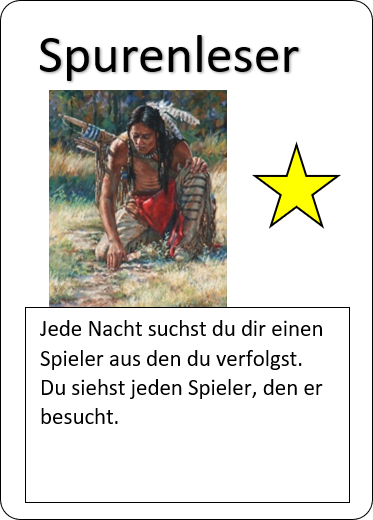 Spurenleser
Jede Nacht suchst du dir einen
Spieler aus den du verfolgst.
Du siehst jeden Spieler, den er
besucht.